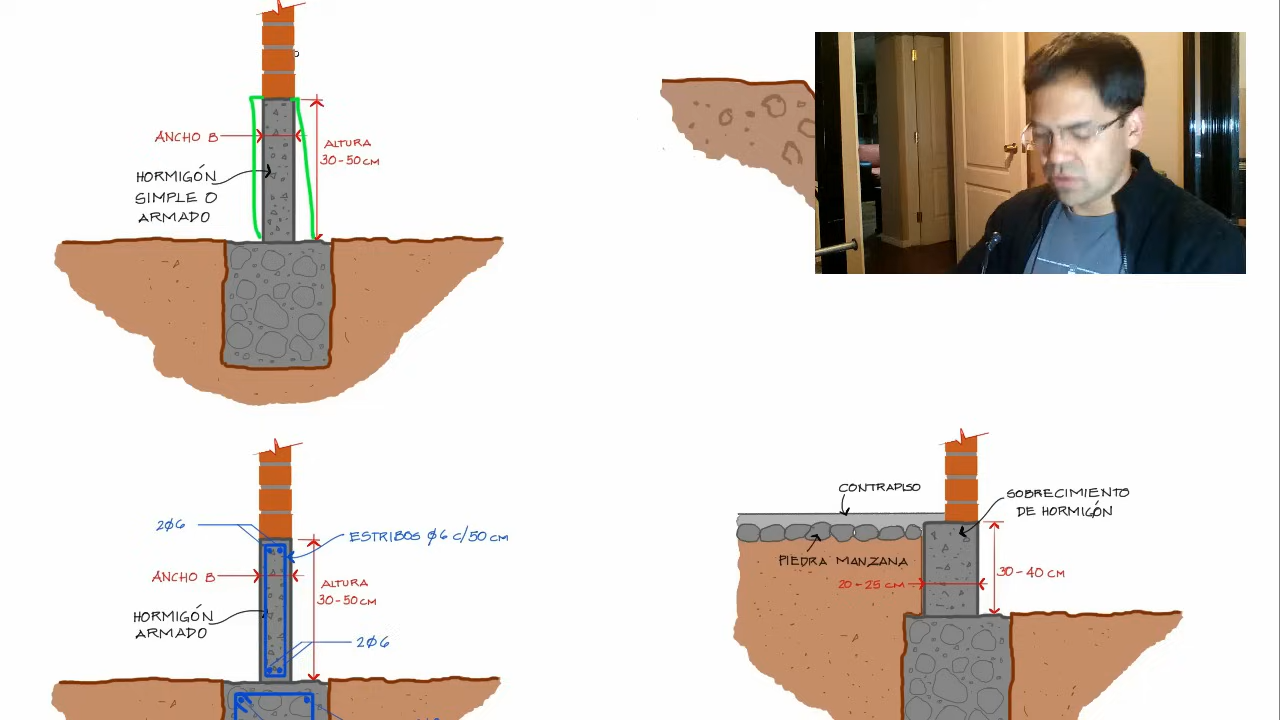 ANCHO B
ALTURA
30-50 CM
HORMIGÓN
SIMPLE O
ARMADO
2Ø6
ESTRIBOS Ø6 C/50 CM
ANCHO B
ALTURA
30-50 CM
HORMIGÓN
ARMADO
2Ø6
CONTRAPISO
SOBRECIMIENTO
DE HORMIGÓN
PIEDRA MANZANA
20-25 CM
30-40 CM